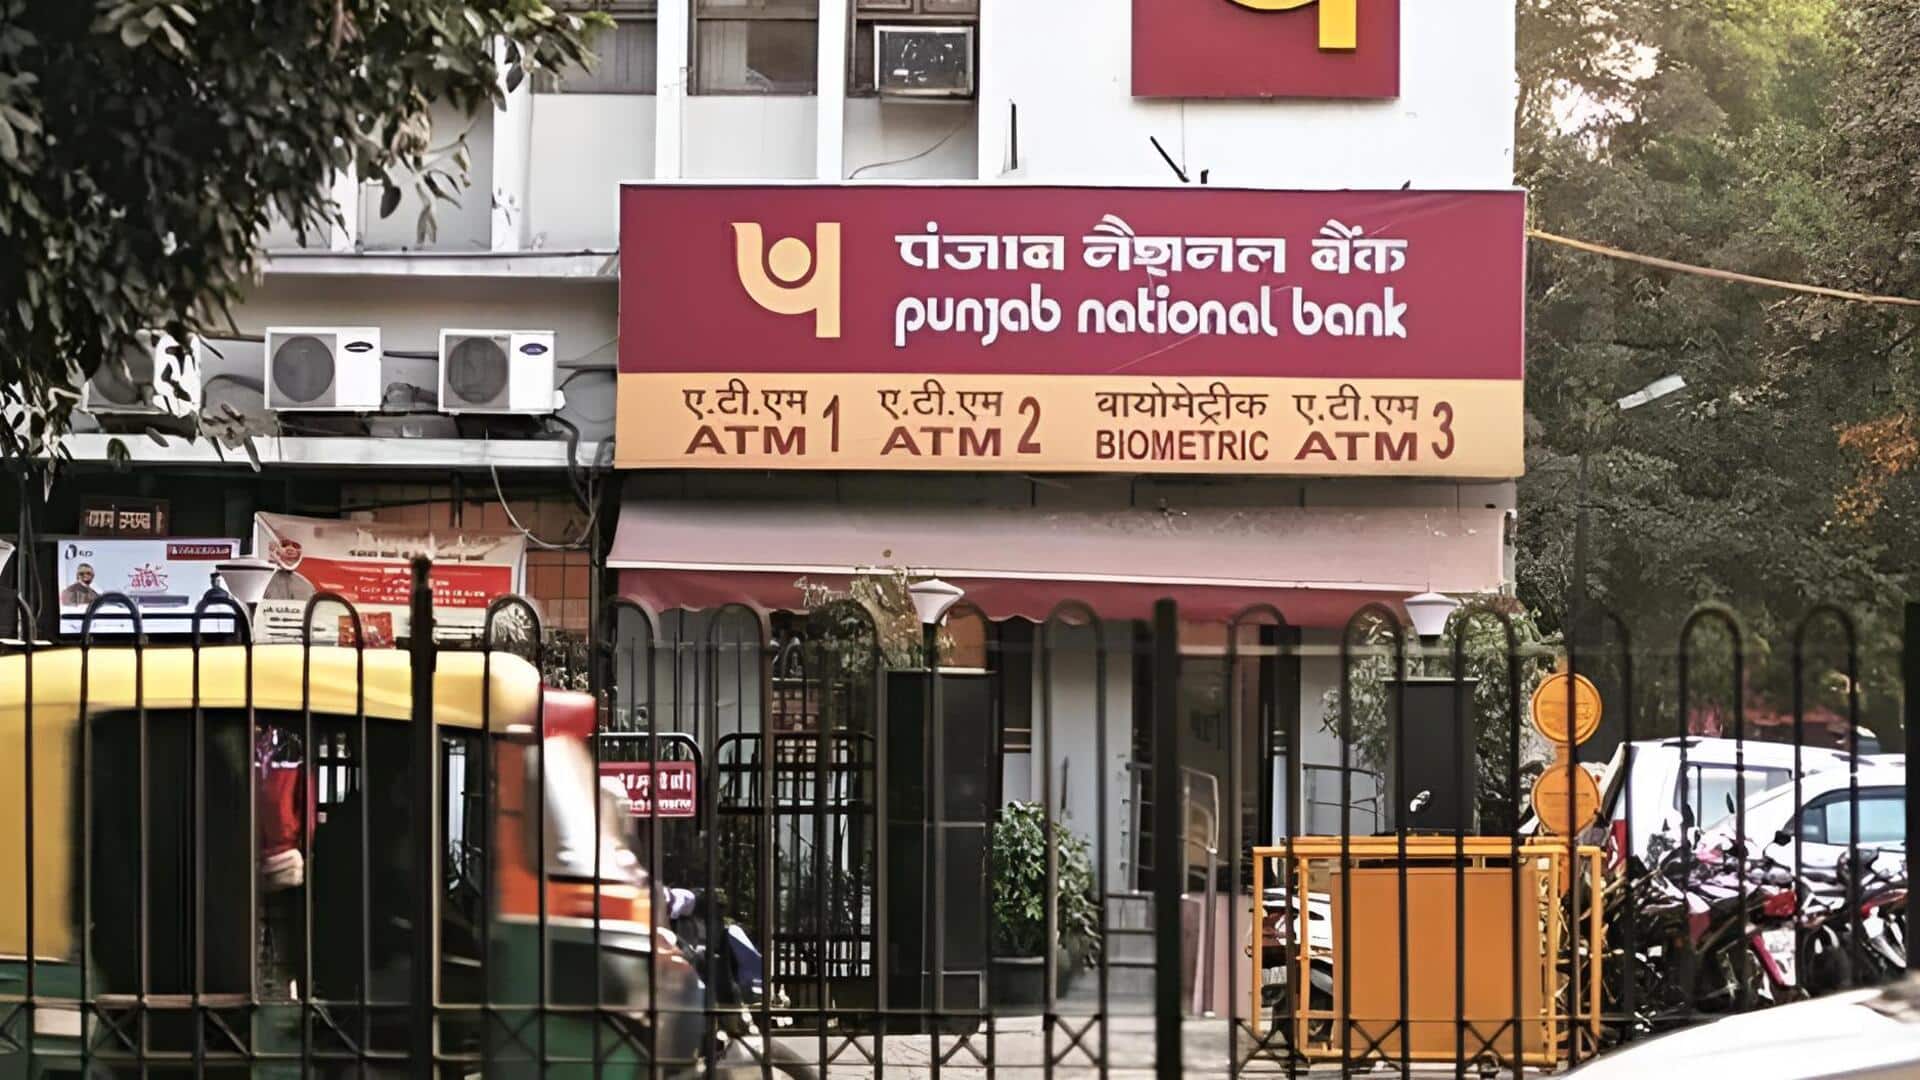 पंजाब नैशनल बैंक
punjab national bank
ए.टी.एम 1 ए.टी.एम 2 वायोमेट्रीक ए.टी.एम 3
ATM ATM BIOMETRIC ATM